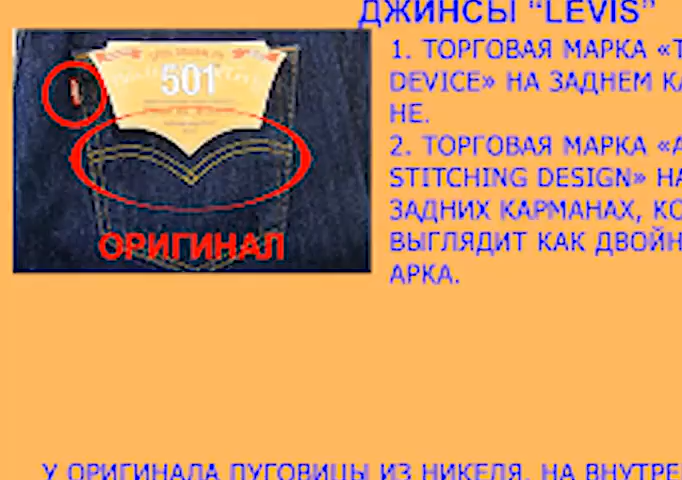 ДЖИНСЫ “LEVIS”
1. ТОРГОВАЯ МАРКА «T
DEVICE» НА ЗАДНЕМ КА
НЕ.
2. ТОРГОВАЯ МАРКА «A
STITCHING DESIGN» НА
ЗАДНИХ КАРМАНАХ, КО
ВЫГЛЯДИТ КАК ДВОЙН
АРКА.
501
ОРИГИНАЛ
У ОРИГИНАЛА ПУГОВИЦЫ ИЗ НИКЕЛЯ, НА ВНУТРЕ